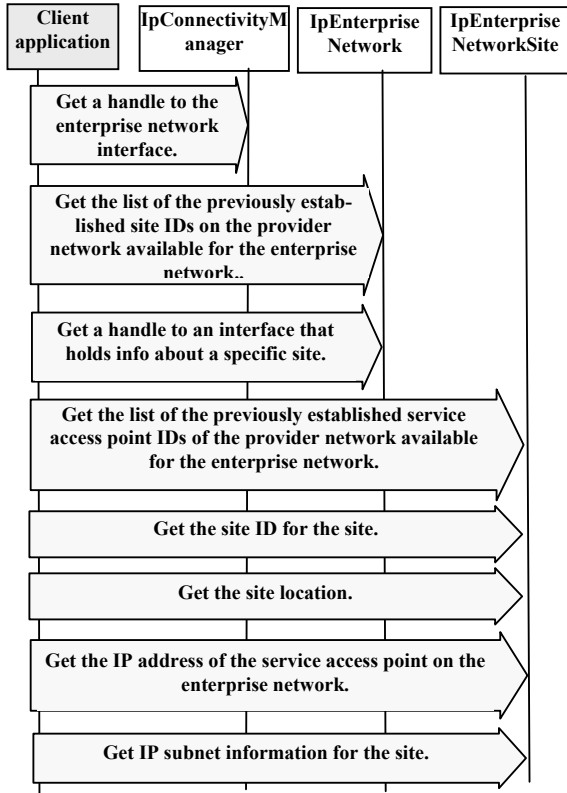 Client
application
IpConnectivityM
anager
IpEnterprise
Network
IpEnterprise
NetworkSite
Get a handle to the
enterprise network
interface.
Get the list of the previously estab-
lished site IDs on the provider
network available for the enterprise
network..
Get a handle to an interface that
holds info about a specific site.
Get the list of the previously established service
access point IDs of the provider network available
for the enterprise network.
Get the site ID for the site.
Get the site location.
Get the IP address of the service access point on the
enterprise network.
Get IP subnet information for the site.